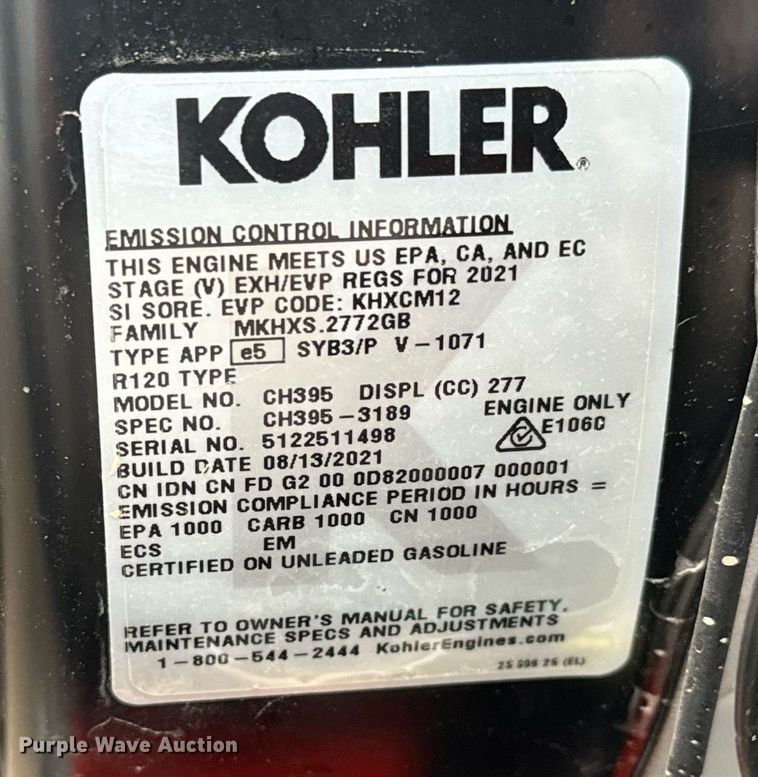 KOHLER®
EMISSION CONTROL INFORMATION
THIS ENGINE MEETS US EPA, CA, AND EC
STAGE (V) EXH/EVP REGS FOR 2021
SI SORE. EVP CODE: KHXCM12
FAMILY MKHXS.2772GB
TYPE APP e5 SYB3/P V-1071
R120 TYPE
MODEL NO. CH395 DISPL (CC) 277
SPEC NO. CH395-3189 ENGINE ONLY
SERIAL NO. 5122511498 E106C
BUILD DATE 08/13/2021
CN IDN CN FD G2 00 0D82000007 000001
EMISSION COMPLIANCE PERIOD IN HOURS =
EPA 1000 CARB 1000 CN 1000
ECS EM
CERTIFIED ON UNLEADED GASOLINE
REFER TO OWNER'S MANUAL FOR SAFETY,
MAINTENANCE SPECS AND ADJUSTMENTS
1-800-544-2444 KohlerEngines.com
25 (EL)
Purple Wave Auction